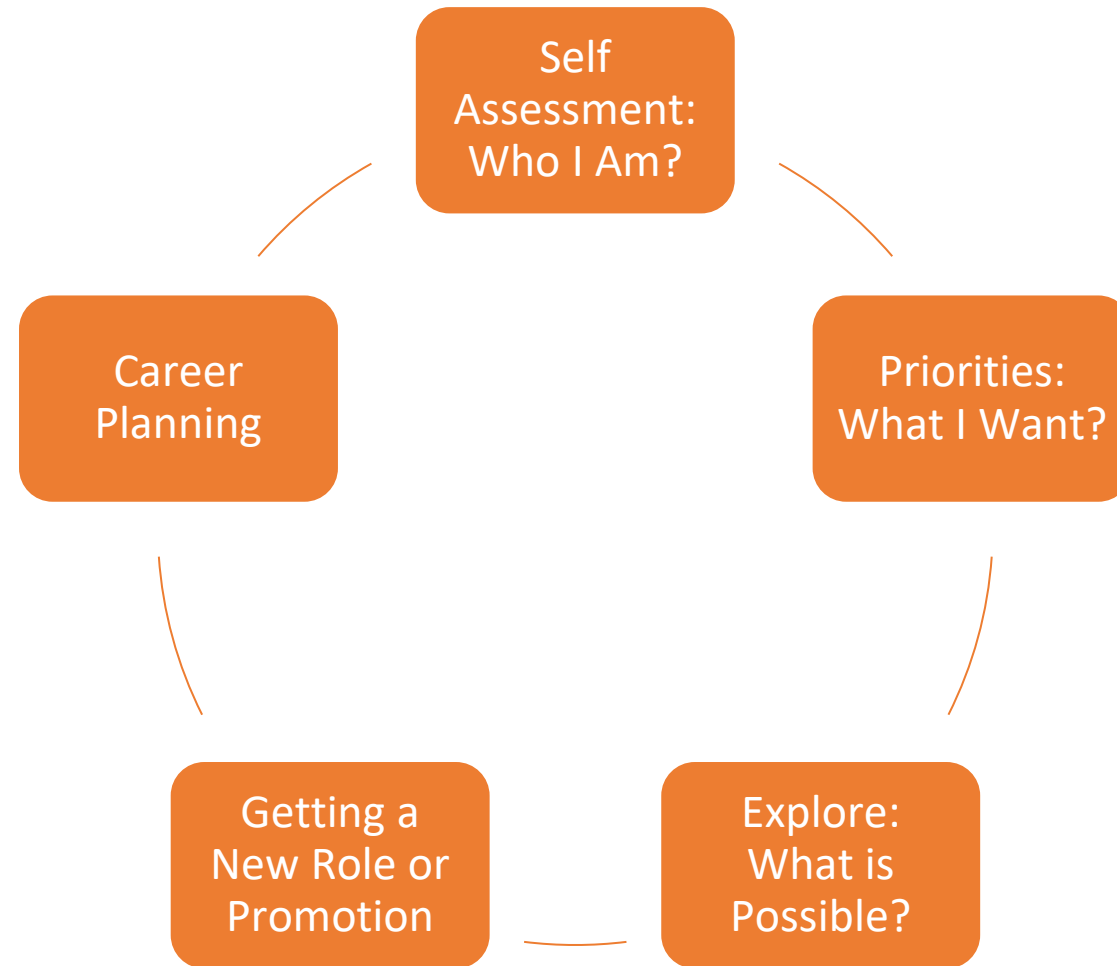 Self
Assessment:
Who I Am?
Priorities:
What I Want?
Explore:
What is
Possible?
Getting a
New Role or
Promotion
Career
Planning